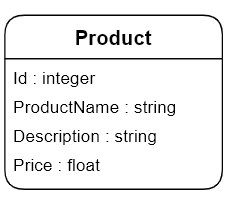 Product
Id : integer
ProductName : string
Description : string
Price : float